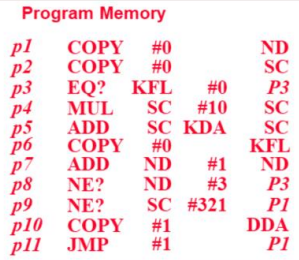 Program Memory
p1 COPY #0 ND
p2 COPY #0 SC
p3 EQ? KFL #0 P3
p4 MUL SC #10 SC
p5 ADD SC KDA SC
p6 COPY #0 KFL
p7 ADD ND #1 ND
p8 NE? ND #3 P3
p9 NE? SC #321 P1
p10 COPY #1 DDA
p11 JMP #1 P1